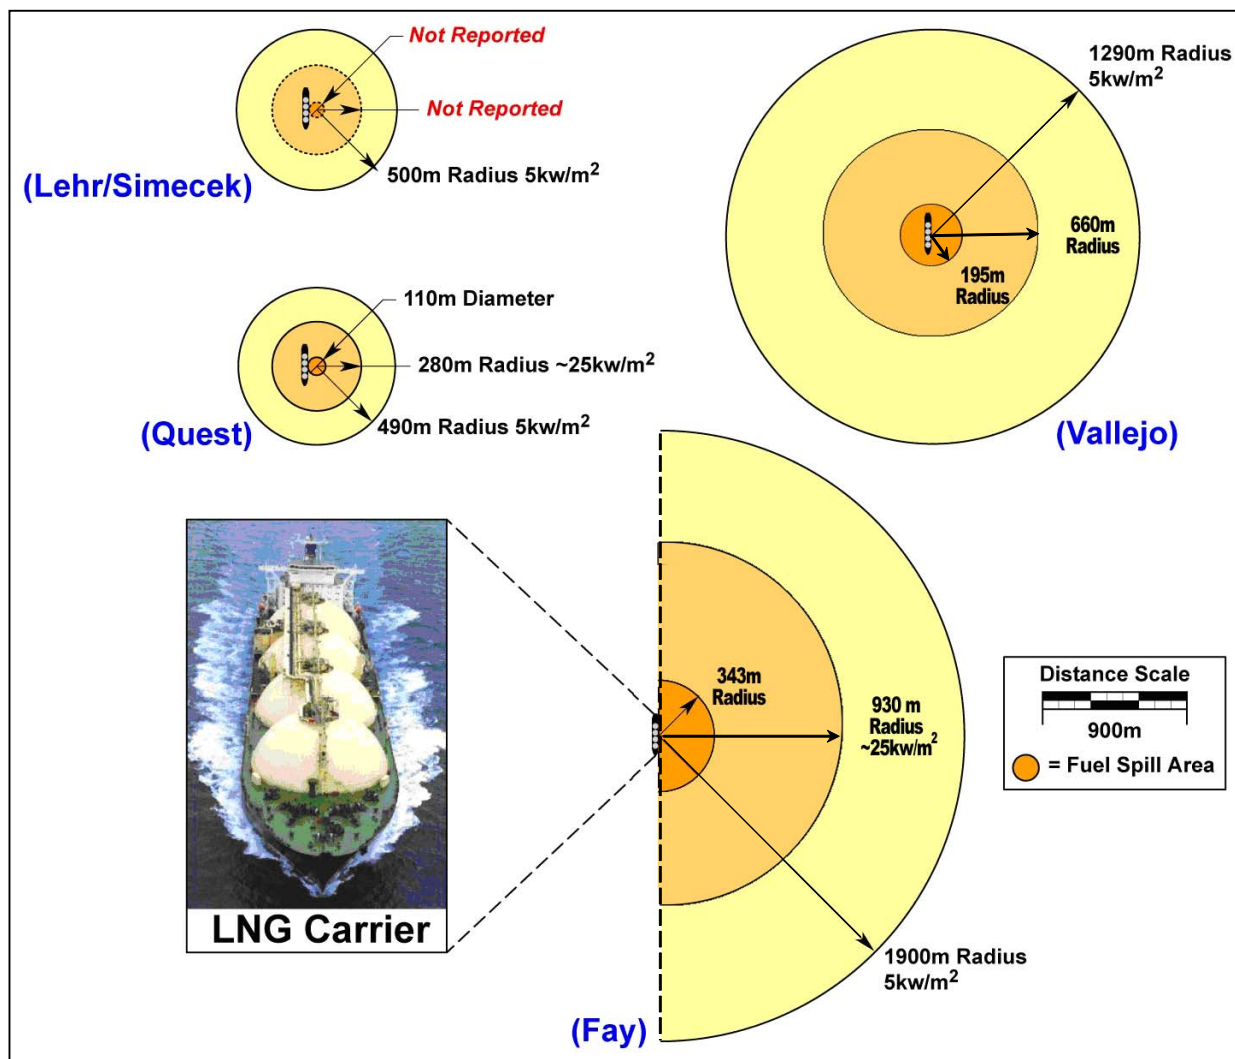 Not Reported
Not Reported
500m Radius 5kw/m²
(Lehr/Simecek)
1290m Radius
5kw/m²
660m
Radius
195m
Radius
(Vallejo)
110m Diameter
280m Radius ~25kw/m²
490m Radius 5kw/m²
(Quest)
LNG Carrier
343m
Radius
930 m
Radius
~25kw/m²
1900m Radius
5kw/m²
(Fay)
Distance Scale
900m
= Fuel Spill Area